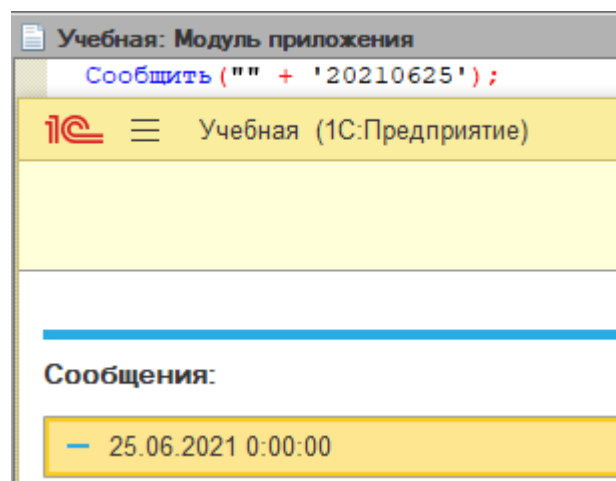 Учебная: Модуль приложения
Сообщить("" + '20210625');
1С Учебная (1С:Предприятие)
Сообщения:
25.06.2021 0:00:00